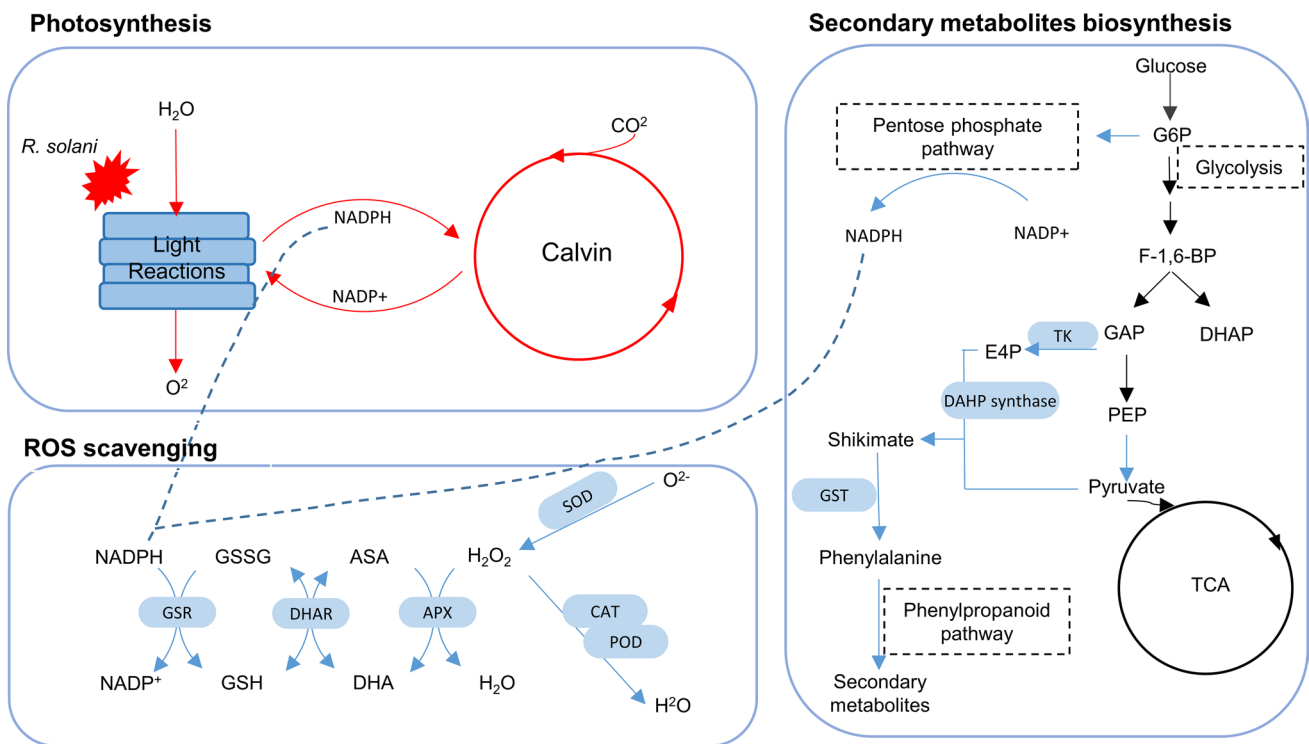 Photosynthesis
H₂O
R. solani
Light
Reactions
O²
NADPH
NADP+
CO²
Calvin
ROS scavenging
O²⁻
SOD
NADPH
GSSG
ASA
H₂O₂
GSR
DHAR
APX
CAT
POD
NADP⁺
GSH
DHA
H₂O
H²O
Secondary metabolites biosynthesis
Glucose
Pentose phosphate
pathway
G6P
Glycolysis
NADPH
NADP+
F-1,6-BP
GAP
DHAP
TK
E4P
DAHP synthase
PEP
Shikimate
Pyruvate
GST
Phenylalanine
TCA
Phenylpropanoid
pathway
Secondary
metabolites